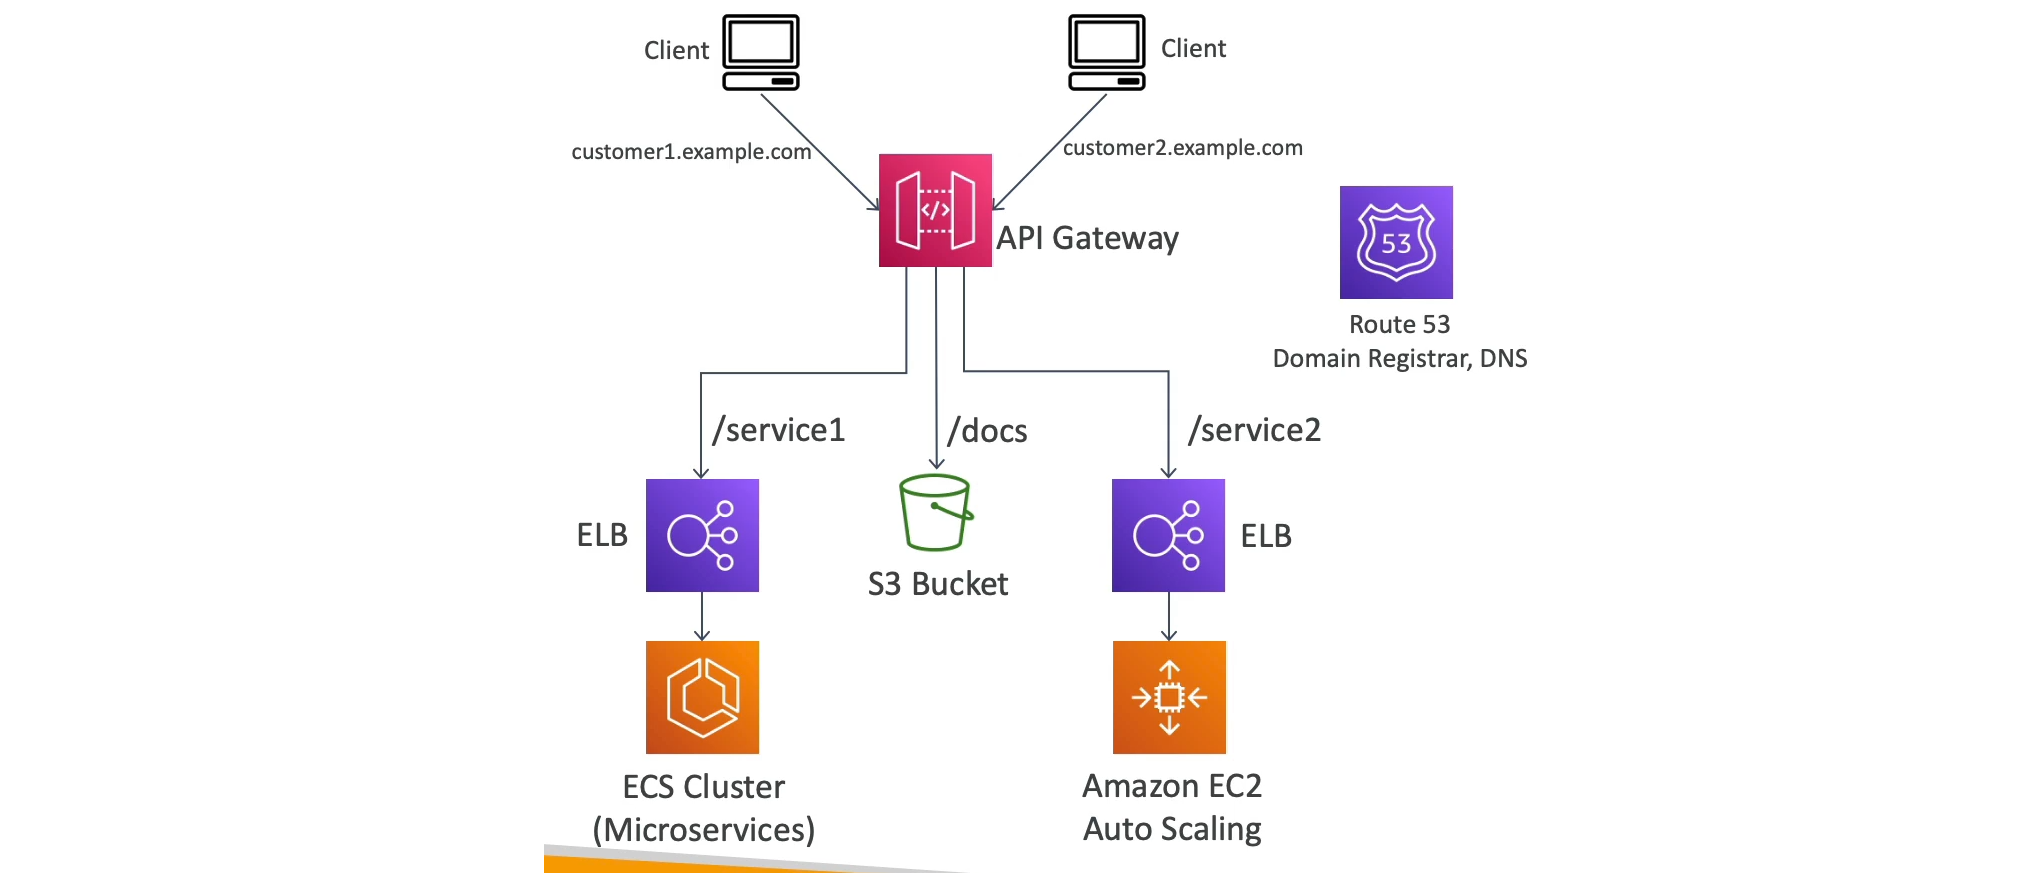 Client
Client
customer1.example.com
customer2.example.com
</>
API Gateway
53
Route 53
Domain Registrar, DNS
/service1
/docs
/service2
ELB
S3 Bucket
ELB
ECS Cluster
(Microservices)
Amazon EC2
Auto Scaling